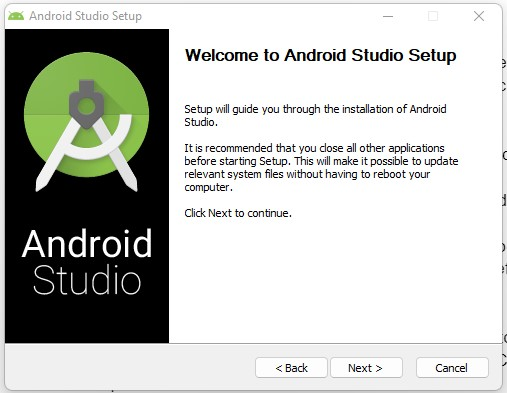 Android Studio Setup
Welcome to Android Studio Setup
Setup will guide you through the installation of Android
Studio.
It is recommended that you close all other applications
before starting Setup. This will make it possible to update
relevant system files without having to reboot your
computer.
Click Next to continue.
Android
Studio
< Back
Next >
Cancel